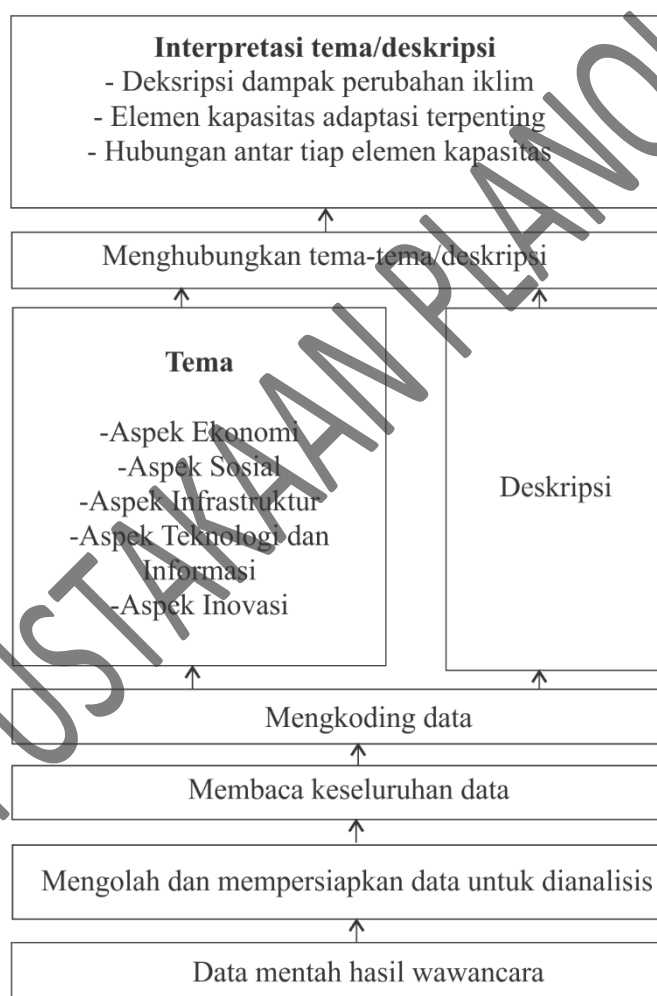 Interpretasi tema/deskripsi
- Deksripsi dampak perubahan iklim
- Elemen kapasitas adaptasi terpenting
- Hubungan antar tiap elemen kapasitas
Menghubungkan tema-tema/deskripsi
Tema
-Aspek Ekonomi
-Aspek Sosial
-Aspek Infrastruktur
-Aspek Teknologi dan
Informasi
-Aspek Inovasi
Deskripsi
Mengkoding data
Membaca keseluruhan data
Mengolah dan mempersiapkan data untuk dianalisis
Data mentah hasil wawancara
USTAKAAN PLANO